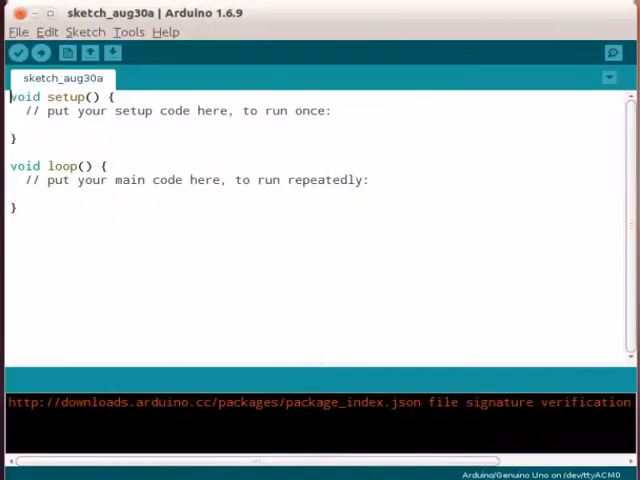 sketch_aug30a | Arduino 1.6.9
File Edit Sketch Tools Help
sketch_aug30a
void setup() {
  // put your setup code here, to run once:
}
void loop() {
  // put your main code here, to run repeatedly:
}
http://downloads.arduino.cc/packages/package_index.json file signature verification
Arduino/Genuino Uno on /dev/ttyACM0